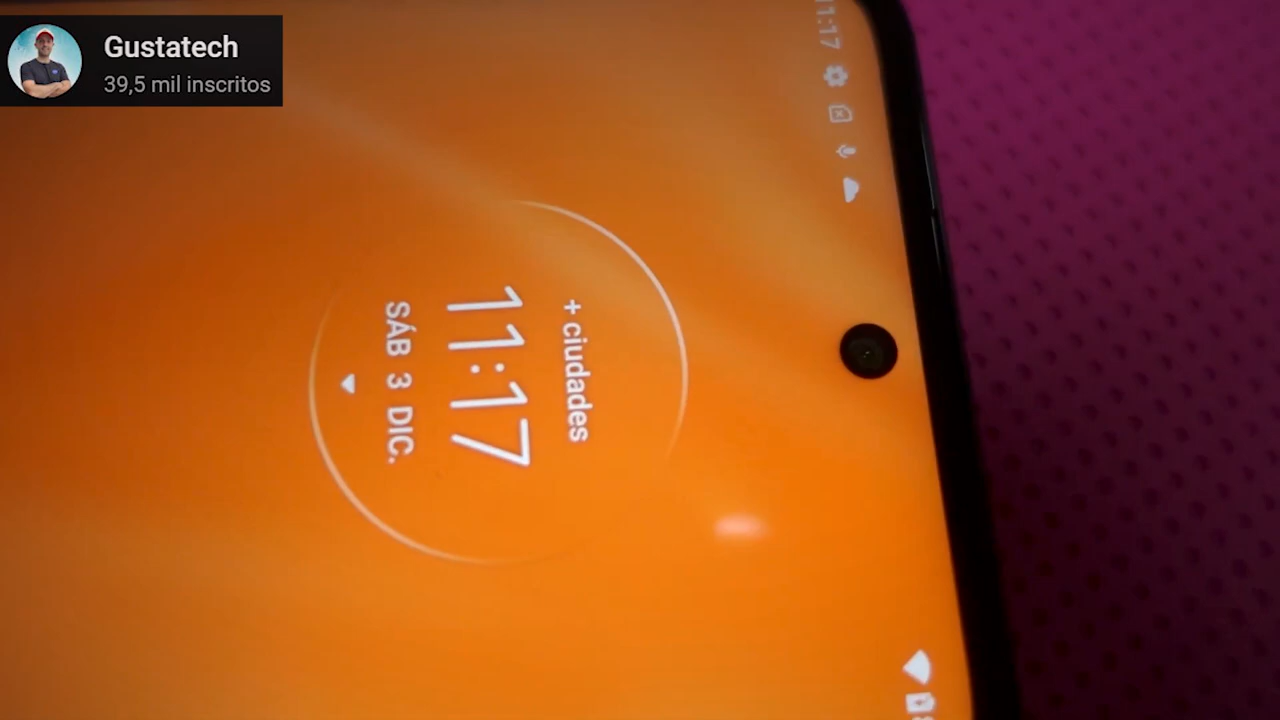 Gustatech
39,5 mil inscritos
11:17
+ ciudades
11:17
SÁB 3 DIC.